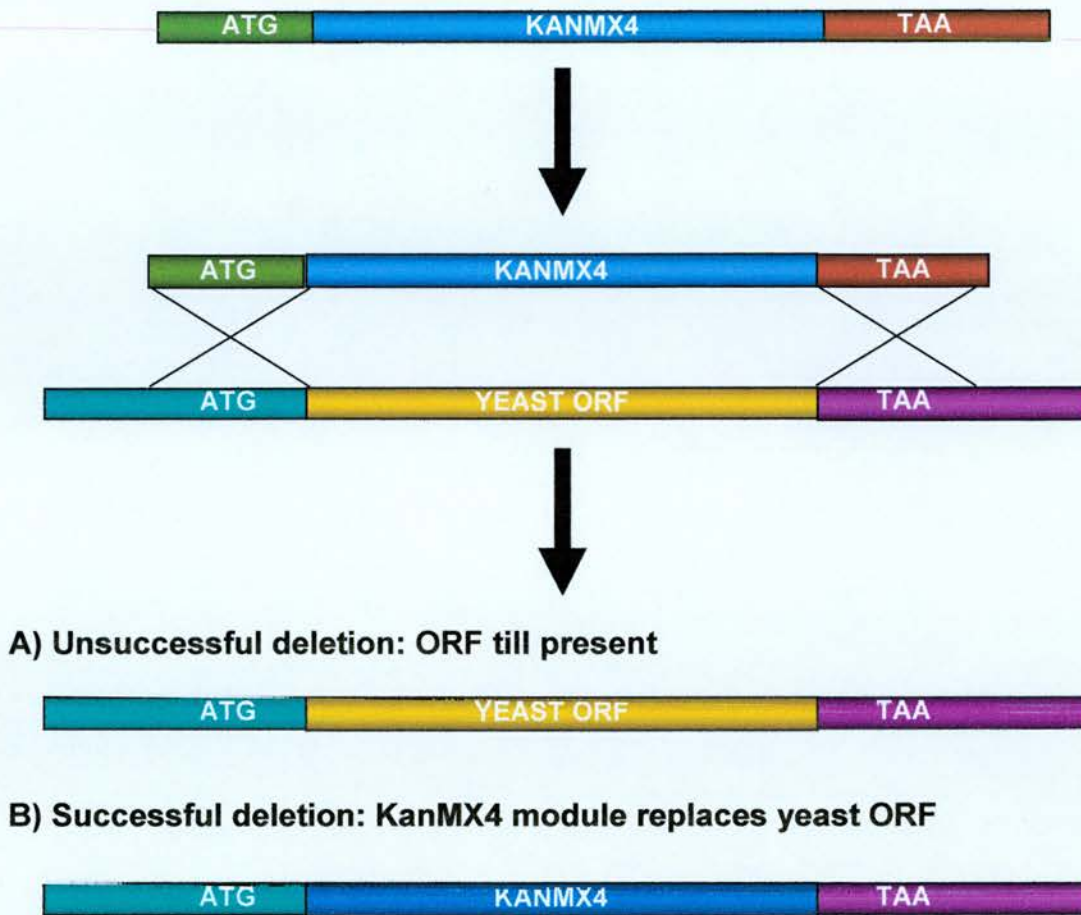 ATG KANMX4 TAA
ATG KANMX4 TAA
ATG YEAST ORF TAA
A) Unsuccessful deletion: ORF till present
ATG YEAST ORF TAA
B) Successful deletion: KanMX4 module replaces yeast ORF
ATG KANMX4 TAA